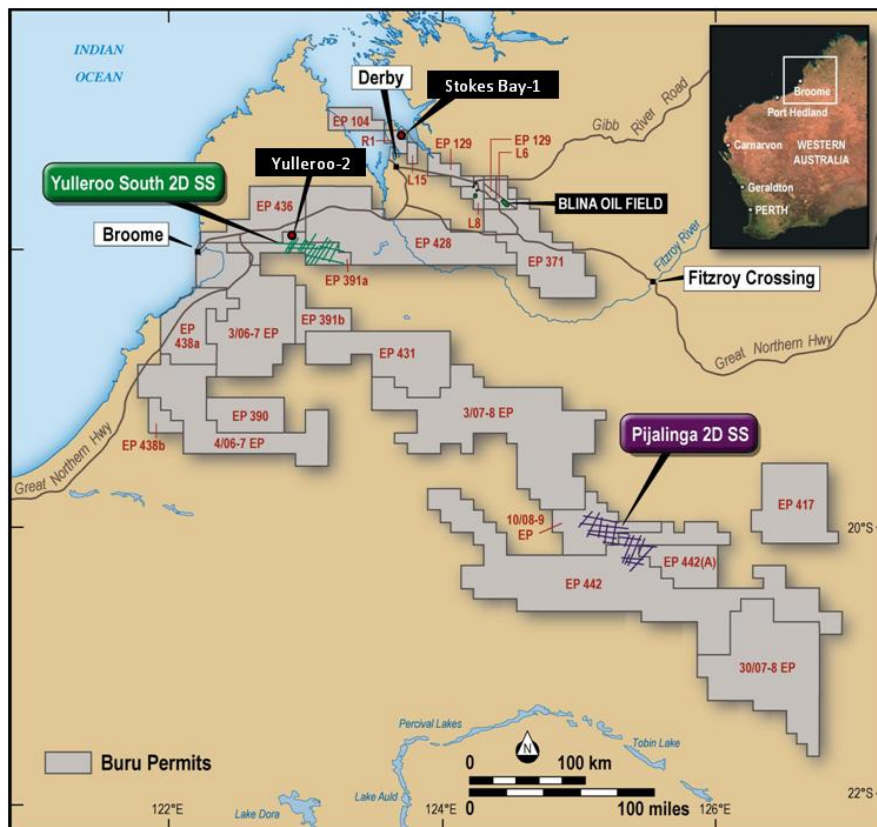 INDIAN
OCEAN
Derby
Stokes Bay-1
Gibb River Road
Broome
Port Hedland
Carnarvon
WESTERN
AUSTRALIA
Geraldton
PERTH
EP 104
R1
EP 129
EP 129
L6
L15
L8
Yulleroo-2
Yulleroo South 2D SS
BLINA OIL FIELD
EP 436
Broome
EP 428
EP 371
EP 391a
Fitzroy River
Fitzroy Crossing
Great Northern Hwy
EP
438a
3/06-7 EP
EP 391b
EP 431
EP 390
3/07-8 EP
EP 438b
4/06-7 EP
Great Northern Hwy
Pijalinga 2D SS
EP 417
10/08-9
EP
20°S
EP 442
EP 442(A)
30/07-8 EP
Percival Lakes
Tobin Lake
Buru Permits
N
0 100 km
0 100 miles
Lake Auld
Lake Dora
22°S
122°E
124°E
126°E